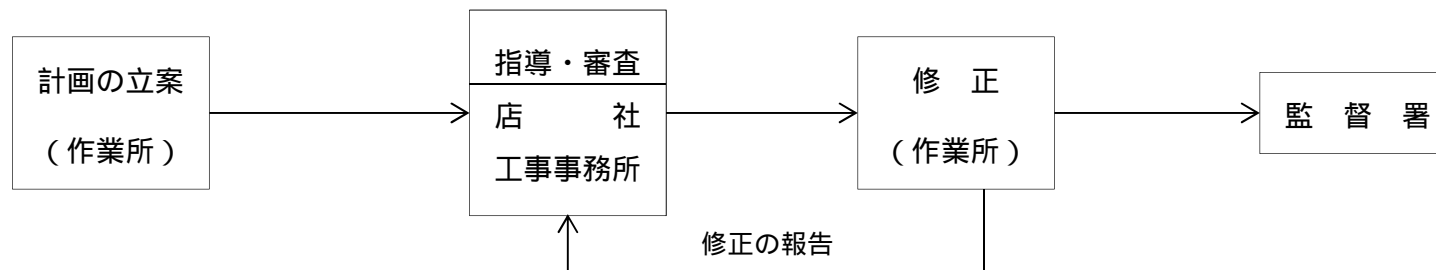 計画の立案
（作業所）
指導・審査
店　　社
工事事務所
修　正
（作業所）
監　督　署
修正の報告